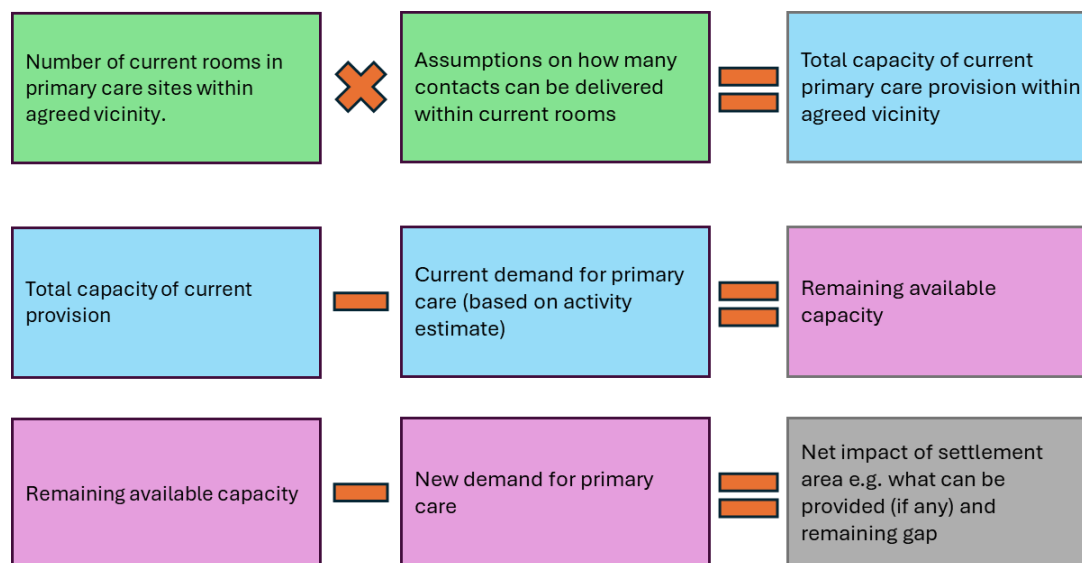 Number of current rooms in
primary care sites within
agreed vicinity.
Assumptions on how many
contacts can be delivered
within current rooms
Total capacity of current
primary care provision within
agreed vicinity
Total capacity of current
provision
Current demand for primary
care (based on activity
estimate)
Remaining available
capacity
Remaining available capacity
New demand for primary
care
Net impact of settlement
area e.g. what can be
provided (if any) and
remaining gap